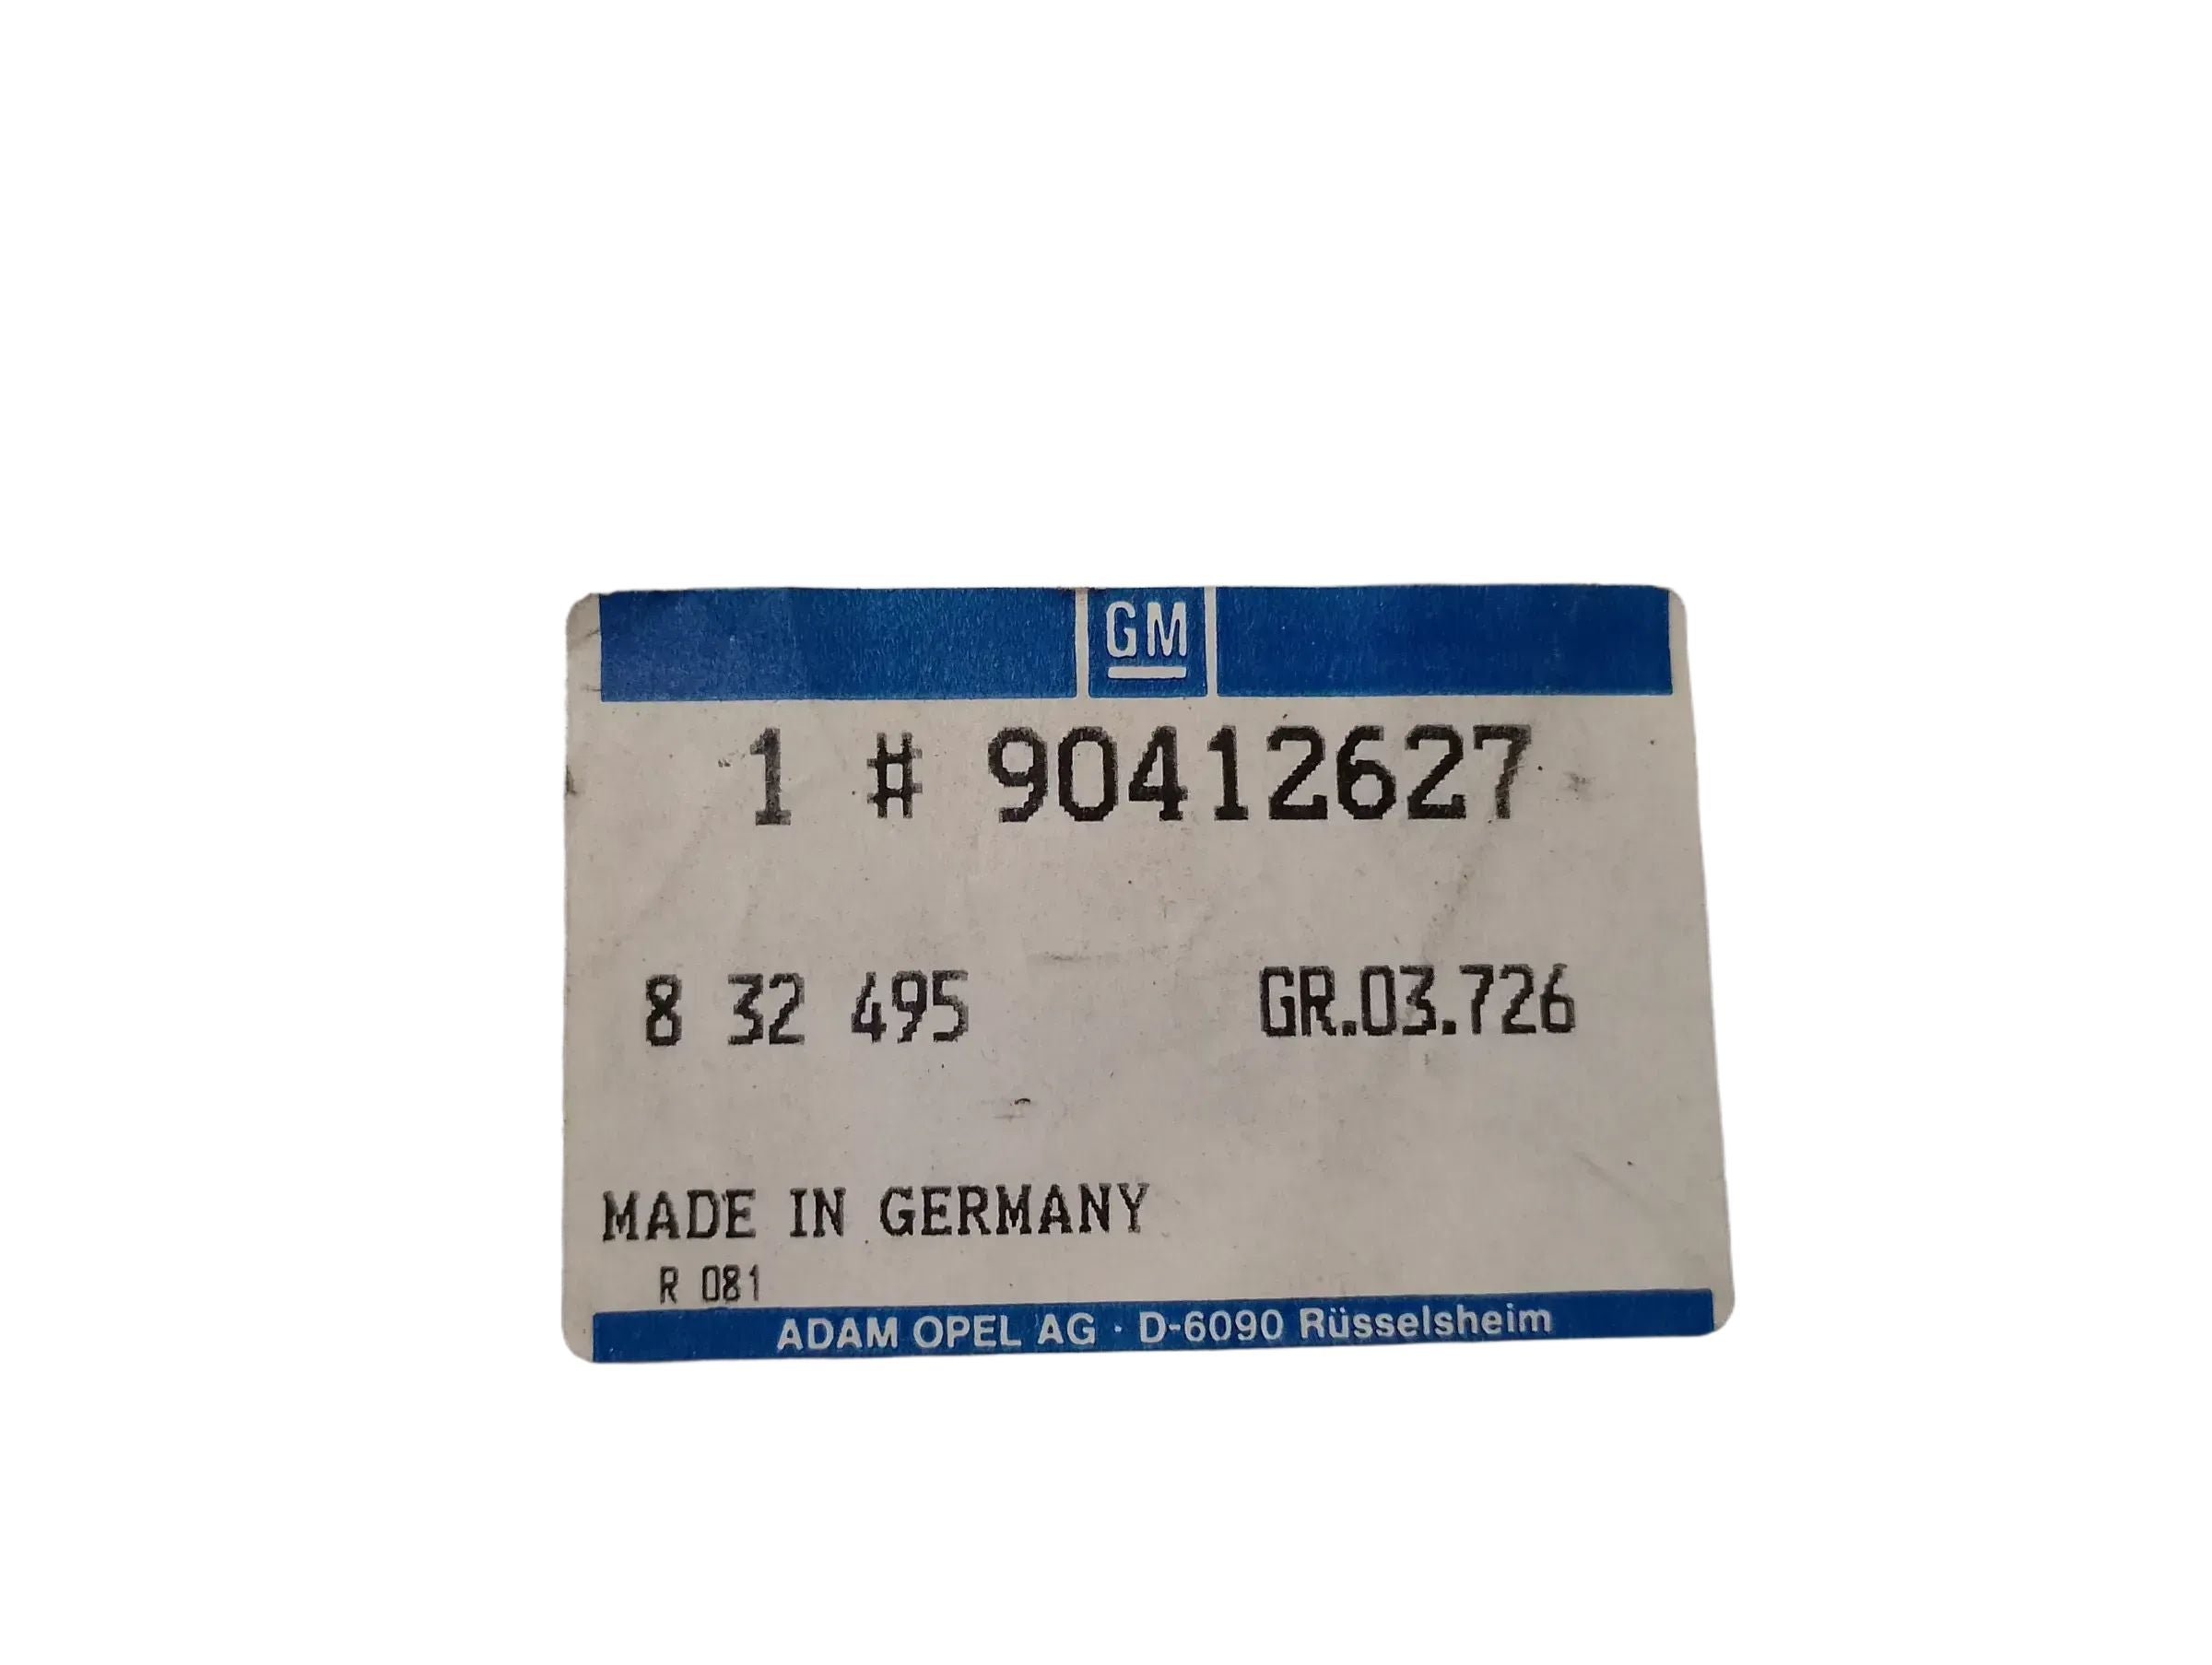 GM
1 # 90412627
8 32 495 GR.03.726
MADE IN GERMANY
R 081
ADAM OPEL AG · D-6090 Rüsselsheim